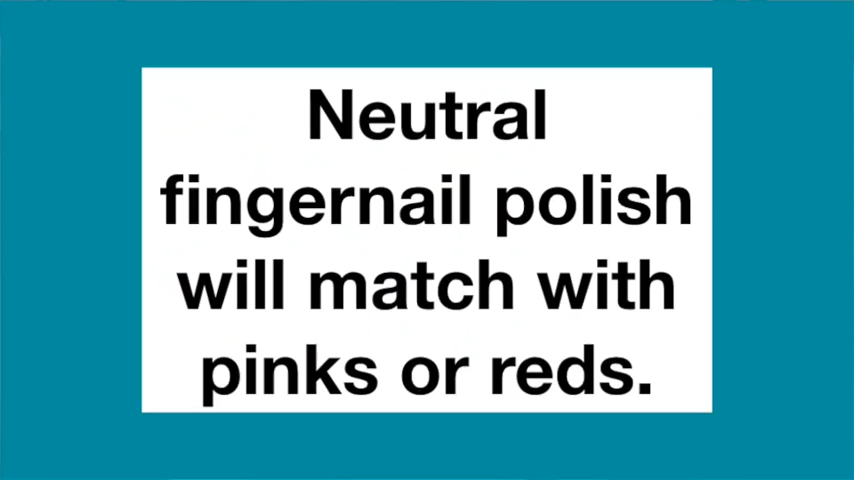 Neutral
fingernail polish
will match with
pinks or reds.